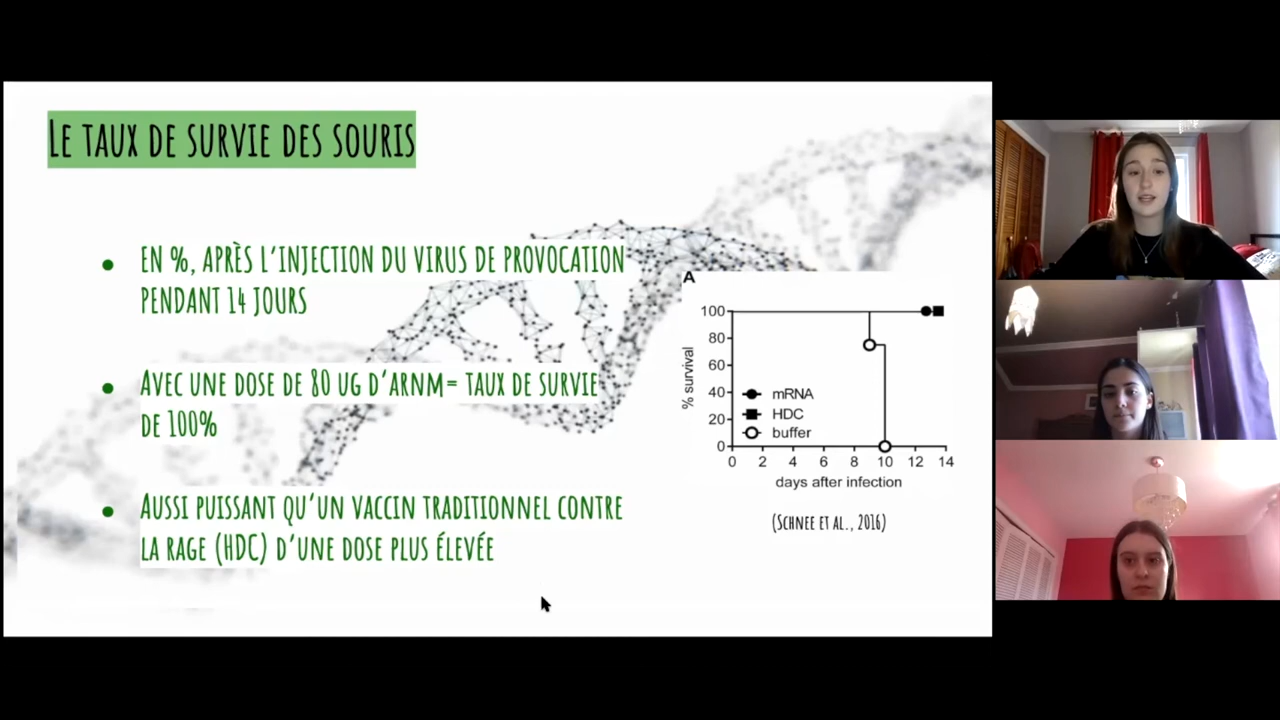 LE TAUX DE SURVIE DES SOURIS
EN %, APRÈS L'INJECTION DU VIRUS DE PROVOCATION
PENDANT 14 JOURS
AVEC UNE DOSE DE 80 UG D'ARNM= TAUX DE SURVIE
DE 100%
AUSSI PUISSANT QU'UN VACCIN TRADITIONNEL CONTRE
LA RAGE (HDC) D'UNE DOSE PLUS ÉLEVÉE
A
% survival
100
80
60
40
20
0
mRNA
HDC
buffer
0 2 4 6 8 10 12 14
days after infection
(SCHNEE ET AL., 2016)